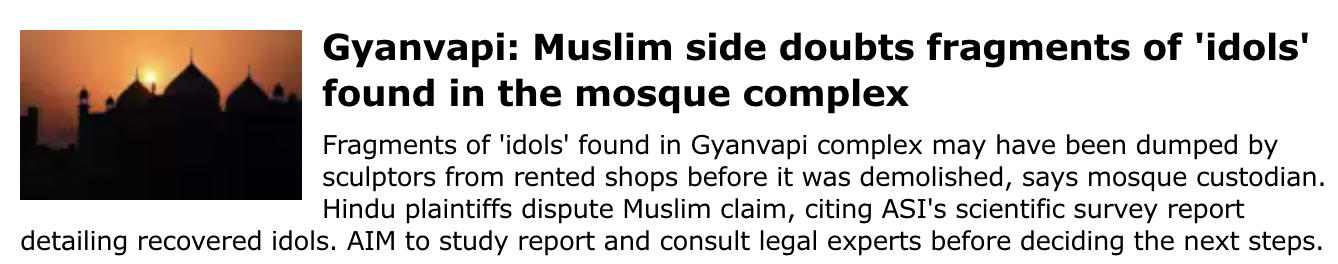 Gyanvapi: Muslim side doubts fragments of 'idols'
found in the mosque complex
Fragments of 'idols' found in Gyanvapi complex may have been dumped by
sculptors from rented shops before it was demolished, says mosque custodian.
Hindu plaintiffs dispute Muslim claim, citing ASI's scientific survey report
detailing recovered idols. AIM to study report and consult legal experts before deciding the next steps.